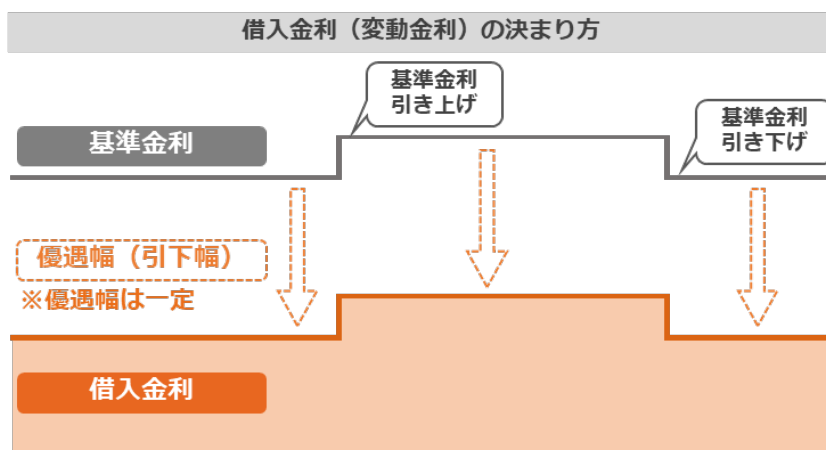 借入金利（変動金利）の決まり方
基準金利
引き上げ
基準金利
引き下げ
基準金利
優遇幅（引下幅）
※優遇幅は一定
借入金利